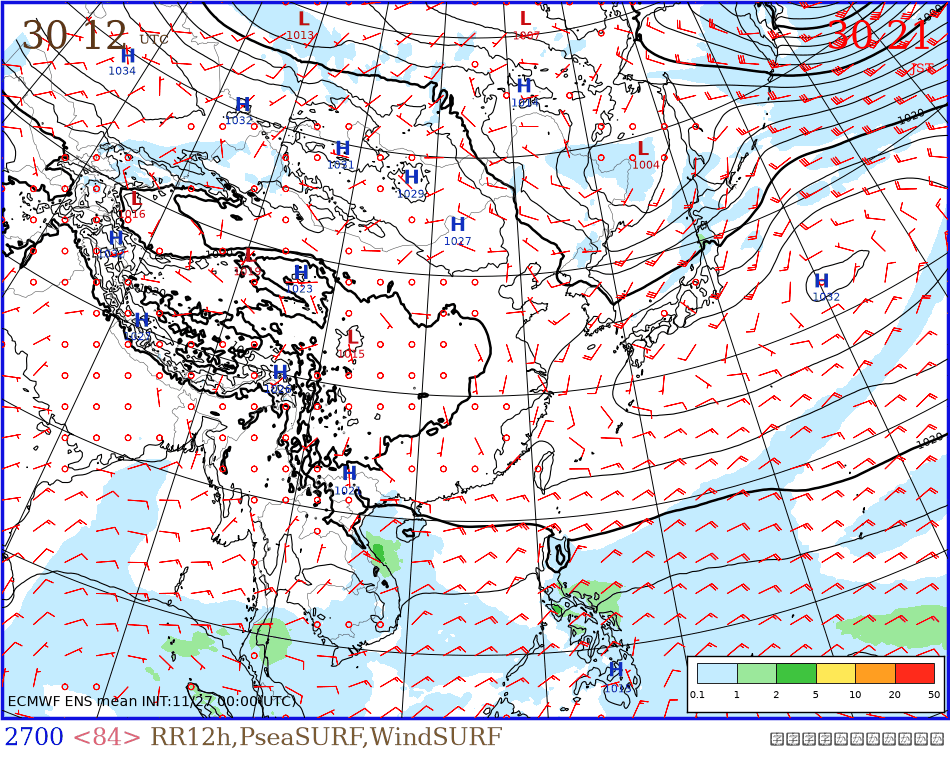 30 12 UTC
30 21 JST
L 1013
L 1007
H 1034
H
H 1032
H
L 1004
H 1029
L
H 1027
H
H 1023
H 1032
H
L 1015
H
H
H
1020
1020
0.1 1 2 5 10 20 50
ECMWF ENS mean INIT:11/27 00:00(UTC)
2700 <84> RR12h,PseaSURF,WindSURF